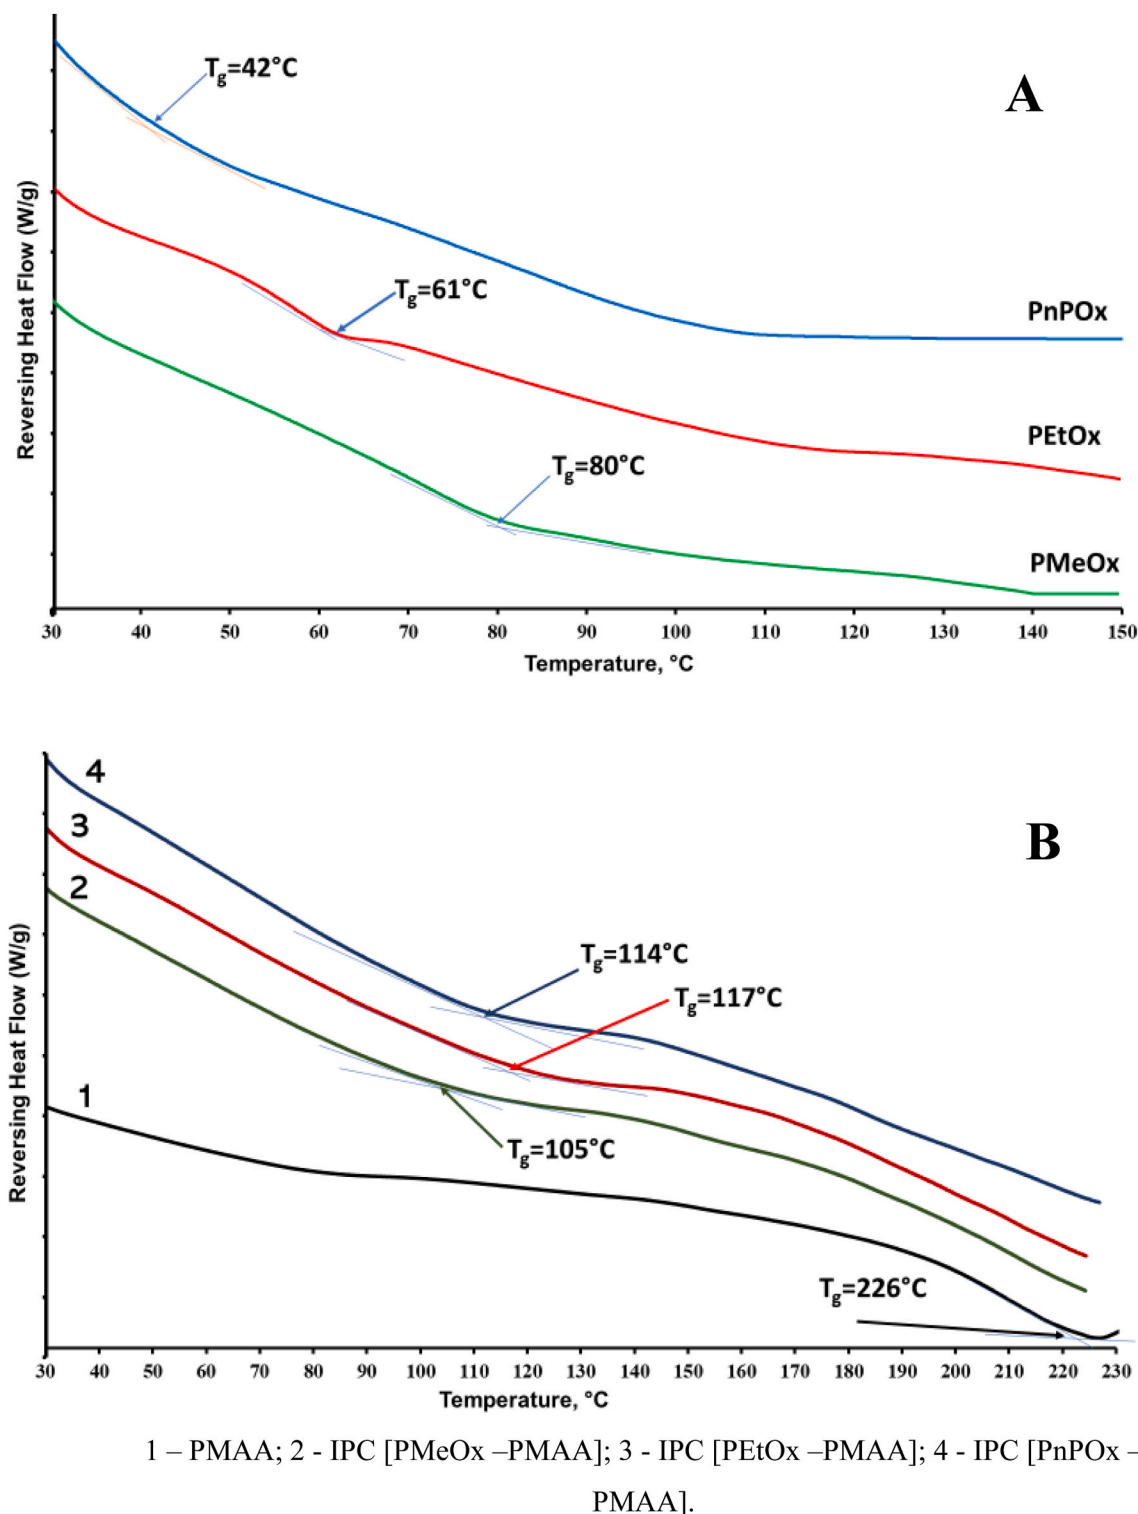 A
Tg=42°C
Tg=61°C
Tg=80°C
PnPOx
PEtOx
PMeOx
Reversing Heat Flow (W/g)
30 40 50 60 70 80 90 100 110 120 130 140 150
Temperature, °C
B
4
3
2
1
Tg=114°C
Tg=117°C
Tg=105°C
Tg=226°C
Reversing Heat Flow (W/g)
30 40 50 60 70 80 90 100 110 120 130 140 150 160 170 180 190 200 210 220 230
Temperature, °C
1 – PMAA; 2 - IPC [PMeOx –PMAA]; 3 - IPC [PEtOx –PMAA]; 4 - IPC [PnPOx –
PMAA].